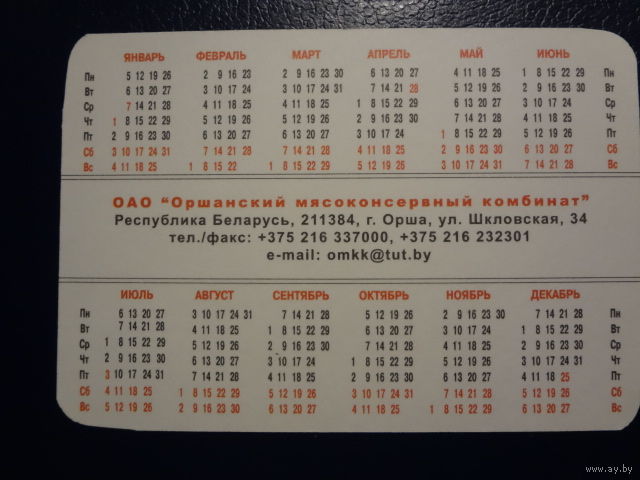 ЯНВАРЬ ФЕВРАЛЬ МАРТ АПРЕЛЬ МАЙ ИЮНЬ
Пн 5 12 19 26 2 9 16 23 2 9 16 23 30 6 13 20 27 4 11 18 25 1 8 15 22 29 Пн
Вт 6 13 20 27 3 10 17 24 3 10 17 24 31 7 14 21 28 5 12 19 26 2 9 16 23 30 Вт
Ср 7 14 21 28 4 11 18 25 4 11 18 25 1 8 15 22 29 6 13 20 27 3 10 17 24 Ср
Чт 1 8 15 22 29 5 12 19 26 5 12 19 26 2 9 16 23 30 7 14 21 28 4 11 18 25 Чт
Пт 2 9 16 23 30 6 13 20 27 6 13 20 27 3 10 17 24 1 8 15 22 29 5 12 19 26 Пт
Сб 3 10 17 24 31 7 14 21 28 7 14 21 28 4 11 18 25 2 9 16 23 30 6 13 20 27 Сб
Вс 4 11 18 25 1 8 15 22 1 8 15 22 29 5 12 19 26 3 10 17 24 31 7 14 21 28 Вс
ОАО "Оршанский мясоконсервный комбинат"
Республика Беларусь, 211384, г. Орша, ул. Шкловская, 34
тел./факс: +375 216 337000, +375 216 232301
e-mail: omkk@tut.by
ИЮЛЬ АВГУСТ СЕНТЯБРЬ ОКТЯБРЬ НОЯБРЬ ДЕКАБРЬ
Пн 6 13 20 27 3 10 17 24 31 7 14 21 28 5 12 19 26 2 9 16 23 30 7 14 21 28 Пн
Вт 7 14 21 28 4 11 18 25 1 8 15 22 29 6 13 20 27 3 10 17 24 1 8 15 22 29 Вт
Ср 1 8 15 22 29 5 12 19 26 2 9 16 23 30 7 14 21 28 4 11 18 25 2 9 16 23 30 Ср
Чт 2 9 16 23 30 6 13 20 27 3 10 17 24 1 8 15 22 29 5 12 19 26 3 10 17 24 31 Чт
Пт 3 10 17 24 31 7 14 21 28 4 11 18 25 2 9 16 23 30 6 13 20 27 4 11 18 25 Пт
Сб 4 11 18 25 1 8 15 22 29 5 12 19 26 3 10 17 24 31 7 14 21 28 5 12 19 26 Сб
Вс 5 12 19 26 2 9 16 23 30 6 13 20 27 4 11 18 25 1 8 15 22 29 6 13 20 27 Вс
www.ay.by